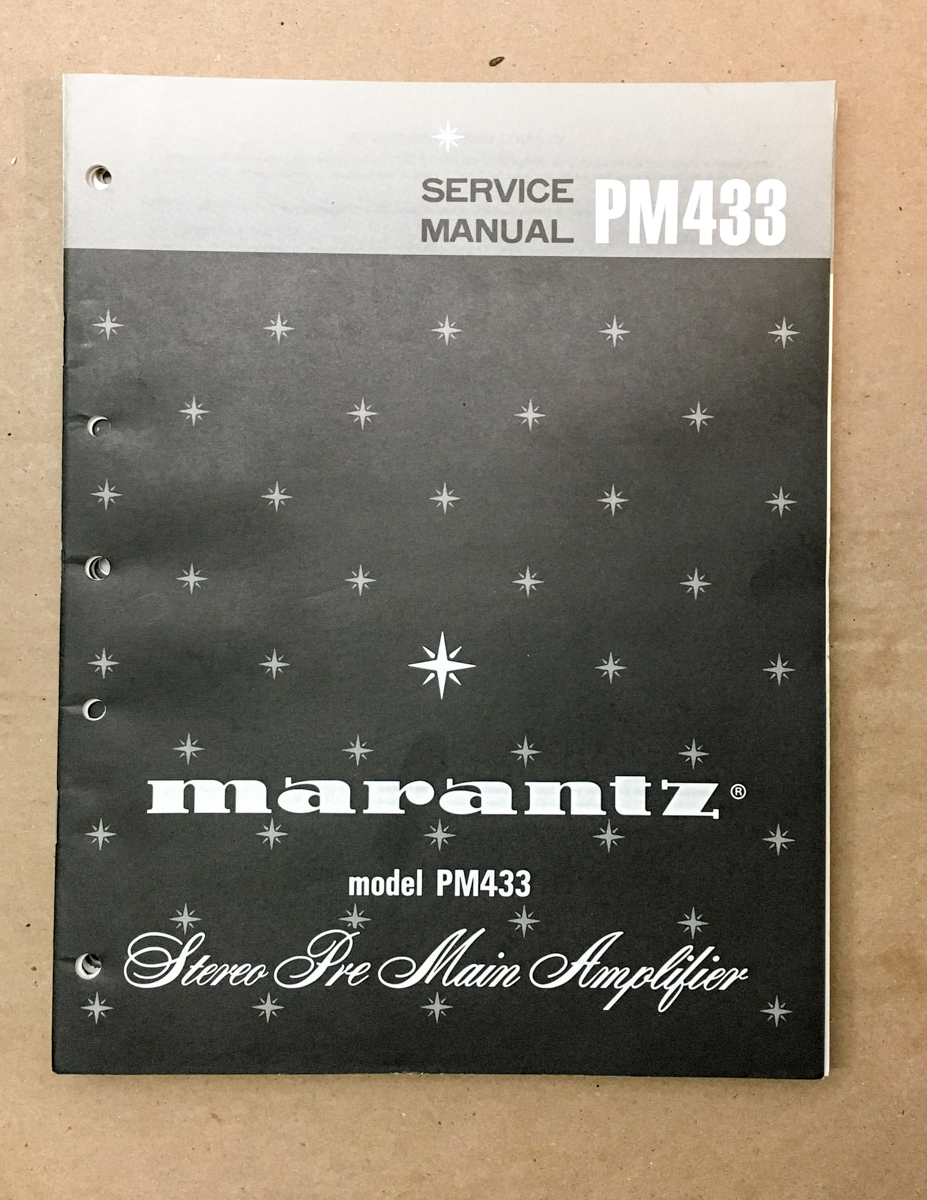 SERVICE
MANUAL PM433
marantz®
model PM433
Stereo Pre Main Amplifier